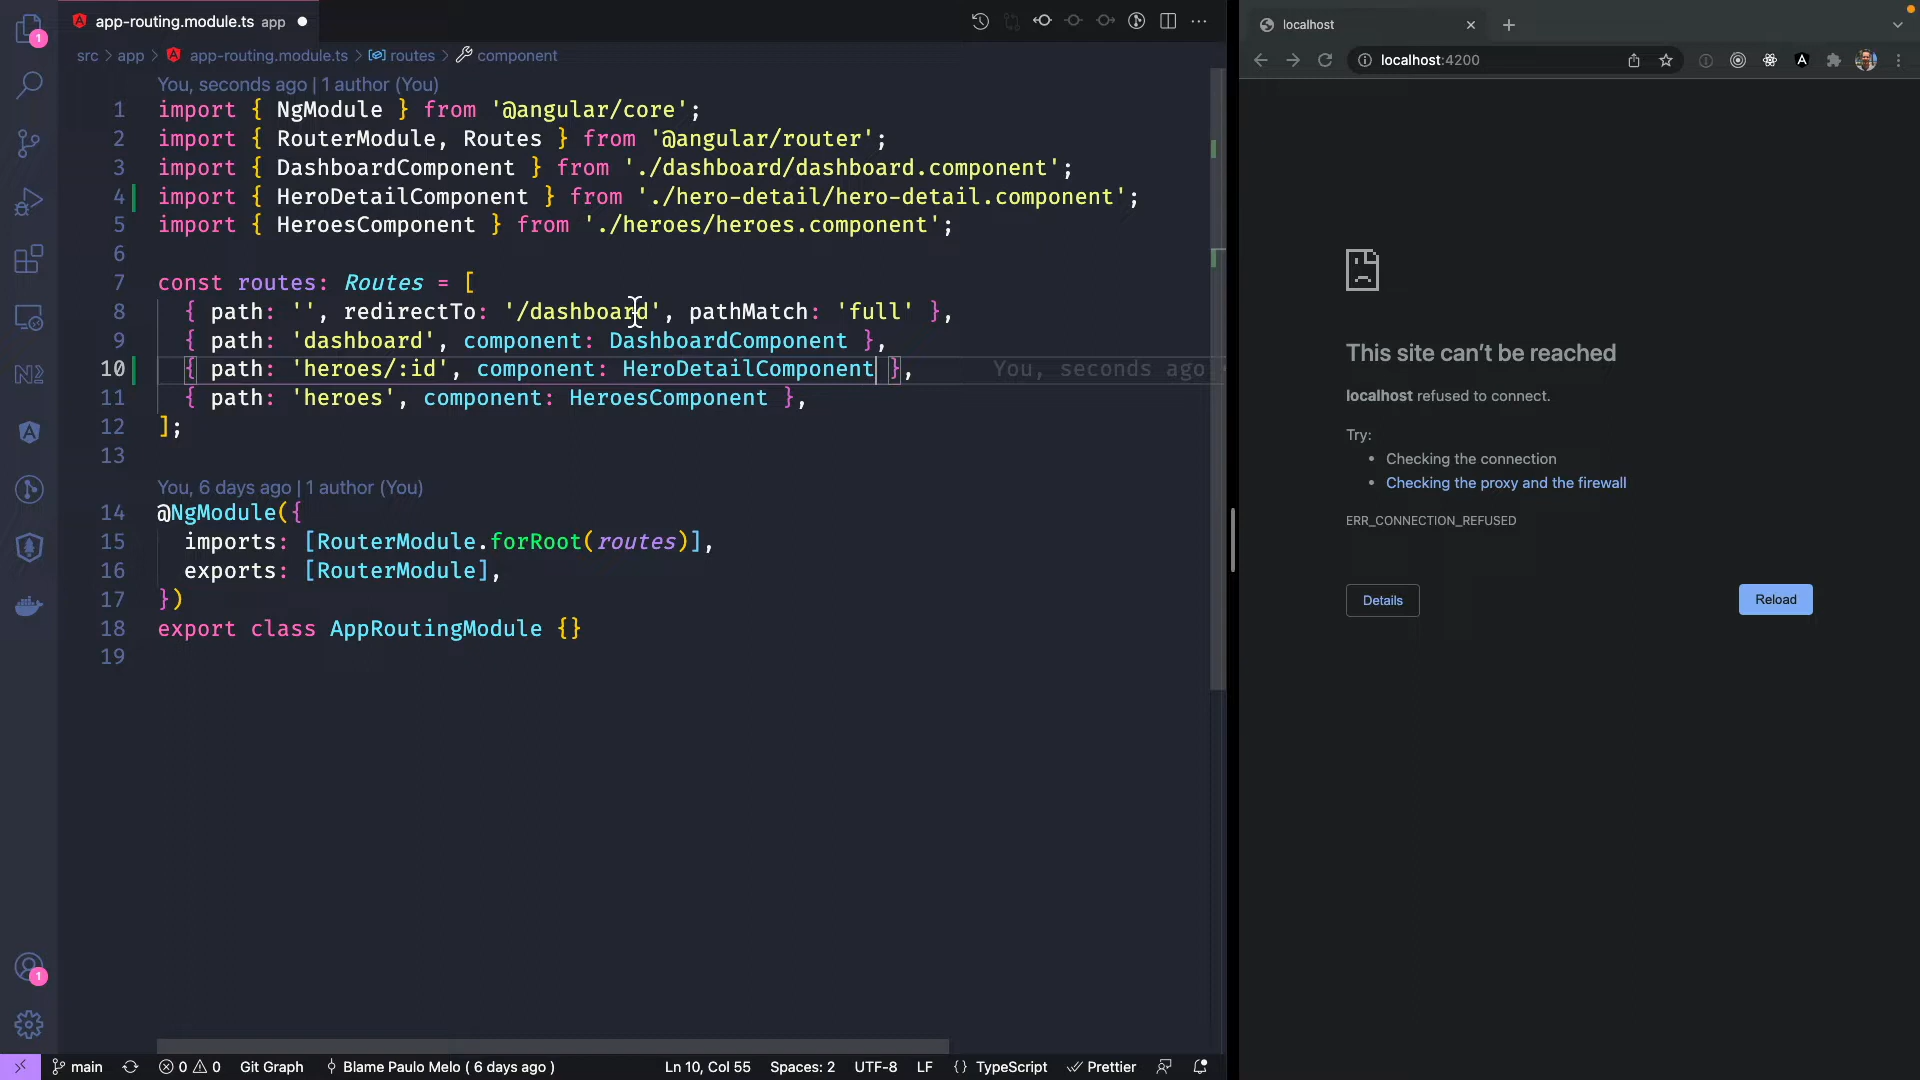 app-routing.module.ts app
src > app > app-routing.module.ts > routes > component
You, seconds ago | 1 author (You)
1 import { NgModule } from '@angular/core';
2 import { RouterModule, Routes } from '@angular/router';
3 import { DashboardComponent } from './dashboard/dashboard.component';
4 import { HeroDetailComponent } from './hero-detail/hero-detail.component';
5 import { HeroesComponent } from './heroes/heroes.component';
6
7 const routes: Routes = [
8 { path: '', redirectTo: '/dashboard', pathMatch: 'full' },
9 { path: 'dashboard', component: DashboardComponent },
10 { path: 'heroes/:id', component: HeroDetailComponent }, You, seconds ago
11 { path: 'heroes', component: HeroesComponent },
12 ];
13
You, 6 days ago | 1 author (You)
14 @NgModule({
15 imports: [RouterModule.forRoot(routes)],
16 exports: [RouterModule],
17 })
18 export class AppRoutingModule {}
19
1
1
main 0 0 Git Graph Blame Paulo Melo ( 6 days ago ) Ln 10, Col 55 Spaces: 2 UTF-8 LF {} TypeScript Prettier
localhost
localhost:4200
This site can't be reached
localhost refused to connect.
Try:
• Checking the connection
• Checking the proxy and the firewall
ERR_CONNECTION_REFUSED
Details Reload